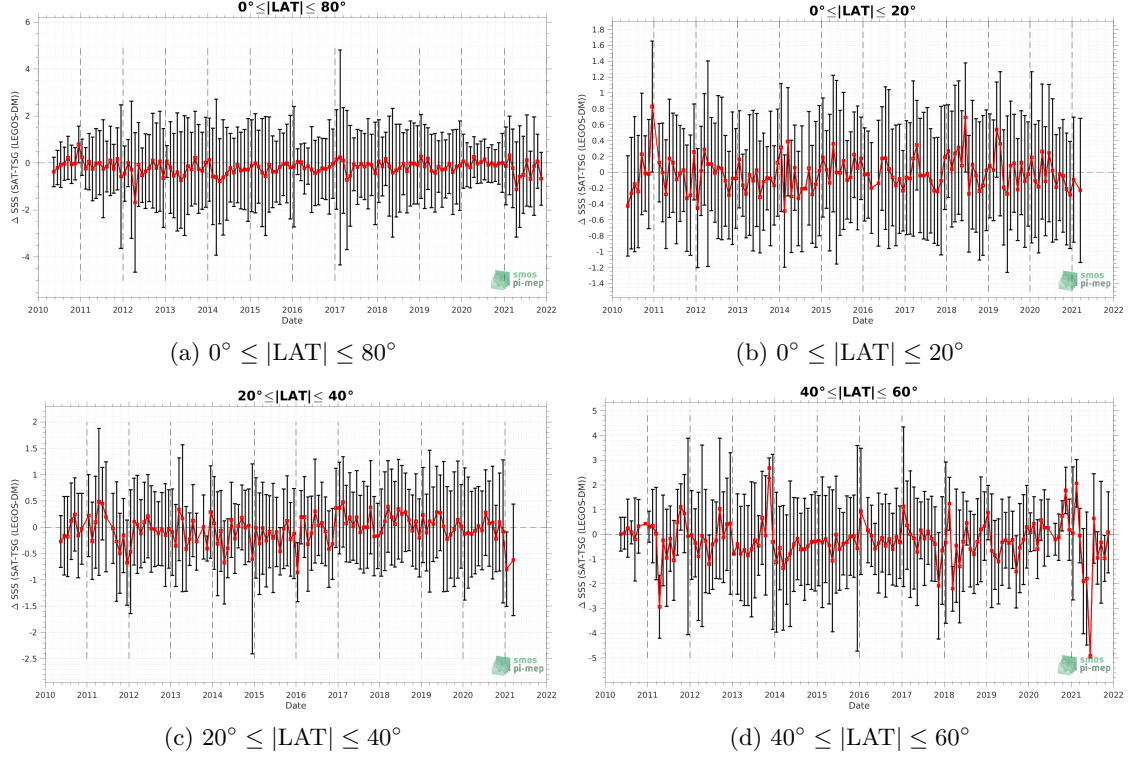 0°≤|LAT|≤ 80°
Δ SSS (SAT-TSG (LEGOS-DM))
6
4
2
0
-2
-4
2010 2011 2012 2013 2014 2015 2016 2017 2018 2019 2020 2021 2022
Date
smos
pi-mep
(a) 0° ≤ |LAT| ≤ 80°
0°≤|LAT|≤ 20°
Δ SSS (SAT-TSG (LEGOS-DM))
1.8
1.6
1.4
1.2
1
0.8
0.6
0.4
0.2
0
-0.2
-0.4
-0.6
-0.8
-1
-1.2
-1.4
2010 2011 2012 2013 2014 2015 2016 2017 2018 2019 2020 2021 2022
Date
smos
pi-mep
(b) 0° ≤ |LAT| ≤ 20°
20°≤|LAT|≤ 40°
Δ SSS (SAT-TSG (LEGOS-DM))
2
1.5
1
0.5
0
-0.5
-1
-1.5
-2
-2.5
2010 2011 2012 2013 2014 2015 2016 2017 2018 2019 2020 2021 2022
Date
smos
pi-mep
(c) 20° ≤ |LAT| ≤ 40°
40°≤|LAT|≤ 60°
Δ SSS (SAT-TSG (LEGOS-DM))
5
4
3
2
1
0
-1
-2
-3
-4
-5
2010 2011 2012 2013 2014 2015 2016 2017 2018 2019 2020 2021 2022
Date
smos
pi-mep
(d) 40° ≤ |LAT| ≤ 60°